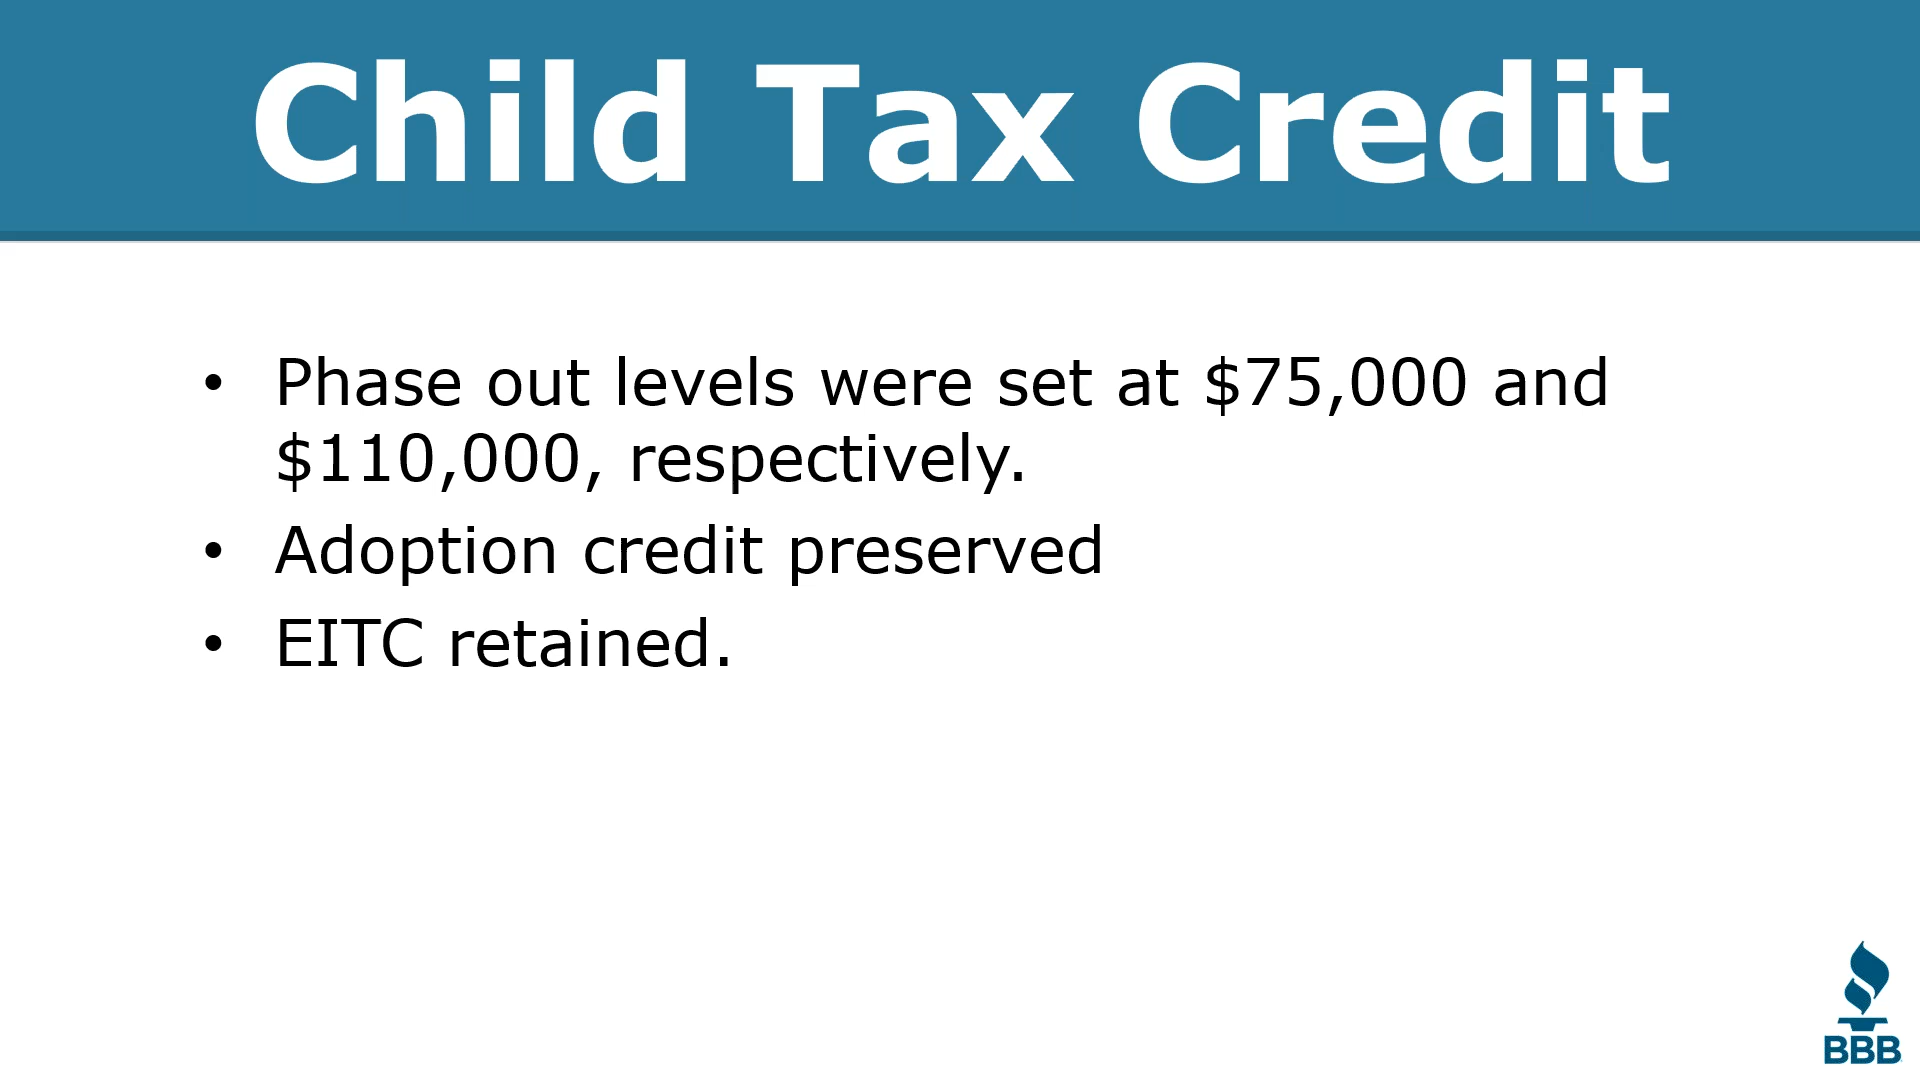 Child Tax Credit
• Phase out levels were set at $75,000 and
$110,000, respectively.
• Adoption credit preserved
• EITC retained.
BBB